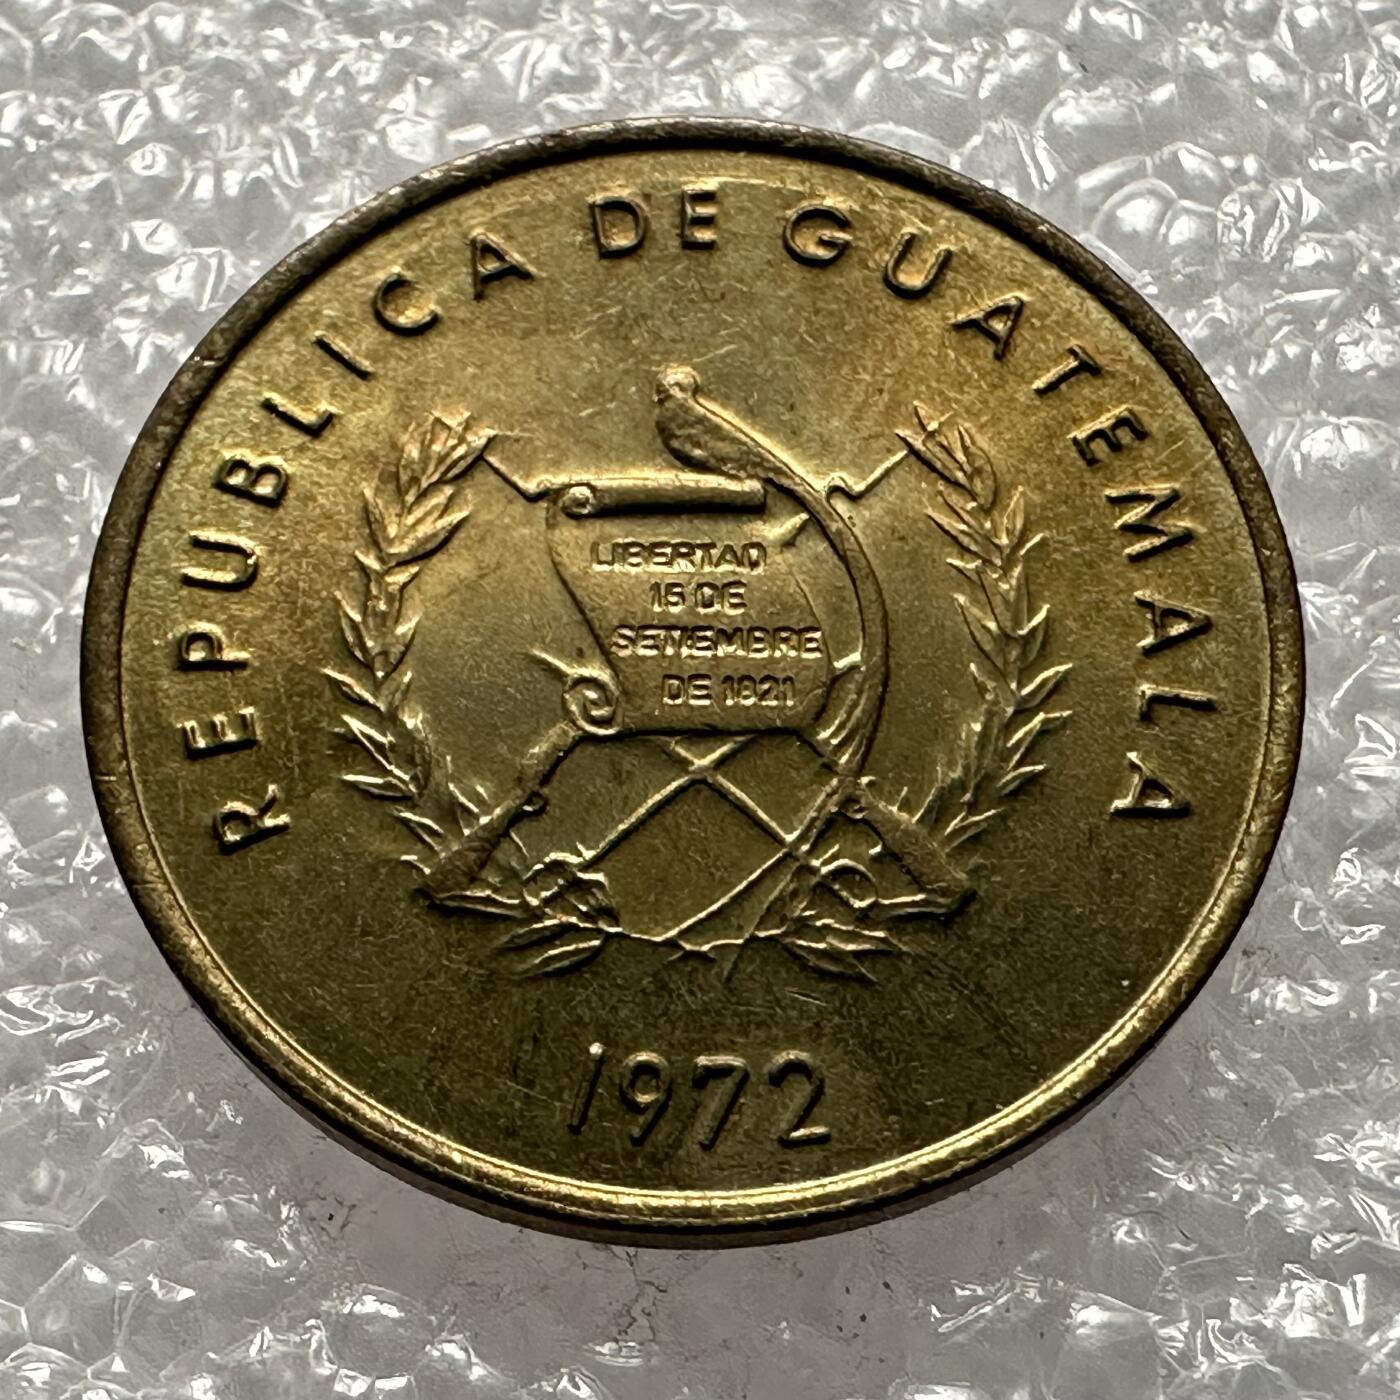 REPUBLICA DE GUATEMALA
LIBERTAD
15 DE
SETIEMBRE
DE 1821
1972